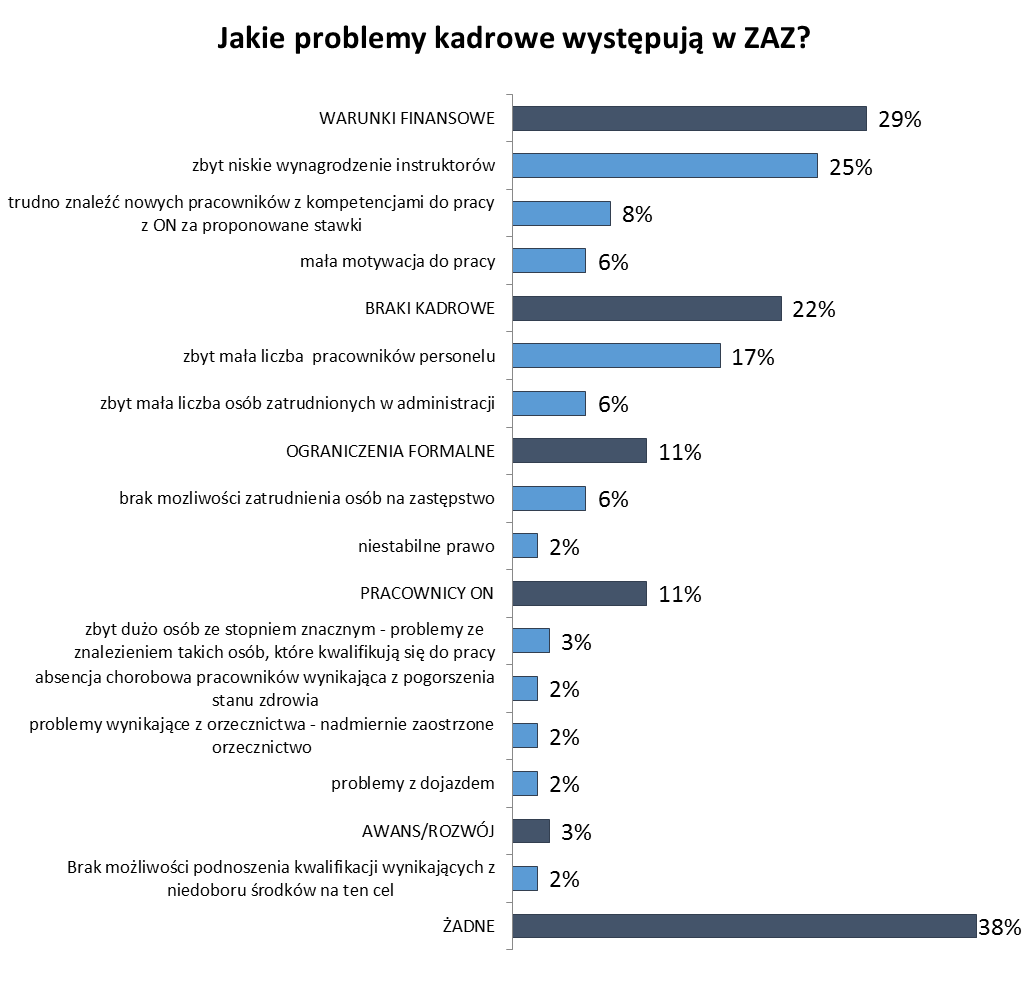 Jakie problemy kadrowe występują w ZAZ?
WARUNKI FINANSOWE 29%
zbyt niskie wynagrodzenie instruktorów 25%
trudno znaleźć nowych pracowników z kompetencjami do pracy
z ON za proponowane stawki 8%
mała motywacja do pracy 6%
BRAKI KADROWE 22%
zbyt mała liczba  pracowników personelu 17%
zbyt mała liczba osób zatrudnionych w administracji 6%
OGRANICZENIA FORMALNE 11%
brak mozliwości zatrudnienia osób na zastępstwo 6%
niestabilne prawo 2%
PRACOWNICY ON 11%
zbyt dużo osób ze stopniem znacznym - problemy ze
znalezieniem takich osób, które kwalifikują się do pracy 3%
absencja chorobowa pracowników wynikająca z pogorszenia
stanu zdrowia 2%
problemy wynikające z orzecznictwa - nadmiernie zaostrzone
orzecznictwo 2%
problemy z dojazdem 2%
AWANS/ROZWÓJ 3%
Brak możliwości podnoszenia kwalifikacji wynikających z
niedoboru środków na ten cel 2%
ŻADNE 38%